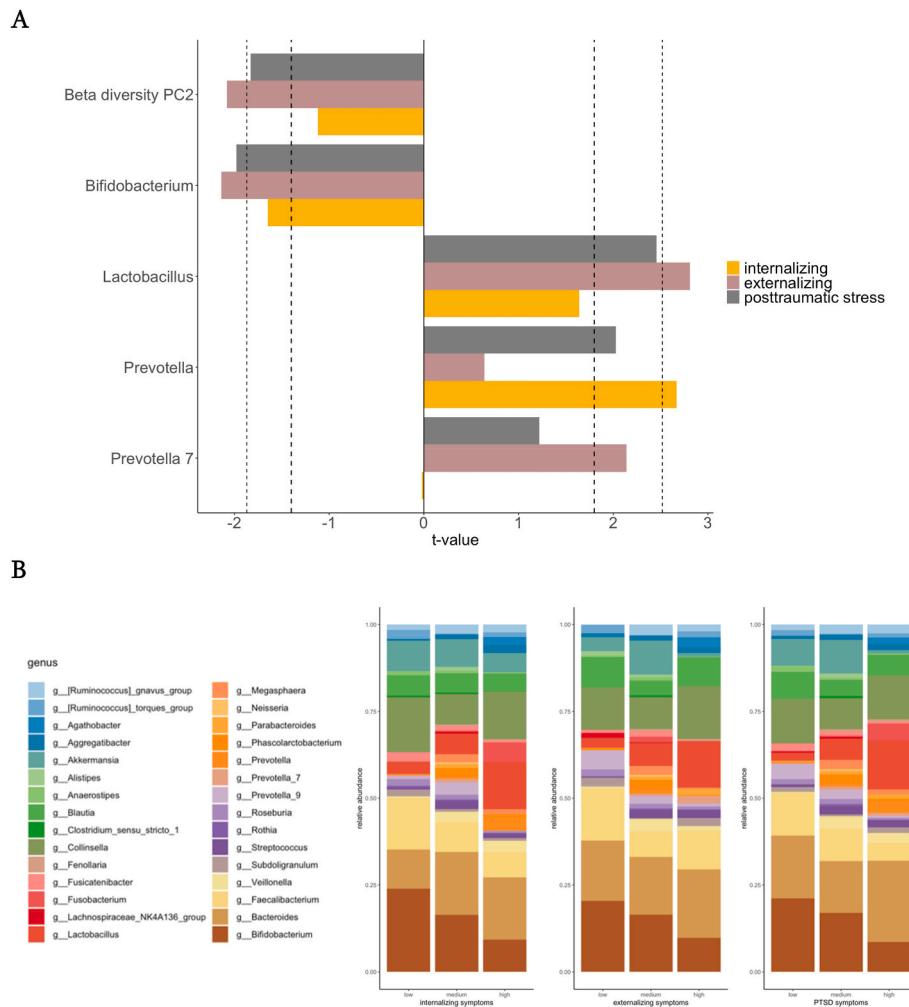 A
Beta diversity PC2
Bifidobacterium
Lactobacillus
Prevotella
Prevotella 7
internalizing
externalizing
posttraumatic stress
-2 -1 0 1 2 3
t-value
B
genus
g__[Ruminococcus]_gnavus_group
g__[Ruminococcus]_torques_group
g__Agathobacter
g__Aggregatibacter
g__Akkermansia
g__Alistipes
g__Anaerostipes
g__Blautia
g__Clostridium_sensu_stricto_1
g__Collinsella
g__Fenollaria
g__Fusicatenibacter
g__Fusobacterium
g__Lachnospiraceae_NK4A136_group
g__Lactobacillus
g__Megasphaera
g__Neisseria
g__Parabacteroides
g__Phascolarctobacterium
g__Prevotella
g__Prevotella_7
g__Prevotella_9
g__Roseburia
g__Rothia
g__Streptococcus
g__Subdoligranulum
g__Veillonella
g__Faecalibacterium
g__Bacteroides
g__Bifidobacterium
relative abundance
1.00
0.75
0.50
0.25
0.00
low medium high
internalizing symptoms
relative abundance
1.00
0.75
0.50
0.25
0.00
low medium high
externalizing symptoms
relative abundance
1.00
0.75
0.50
0.25
0.00
low medium high
PTSD symptoms